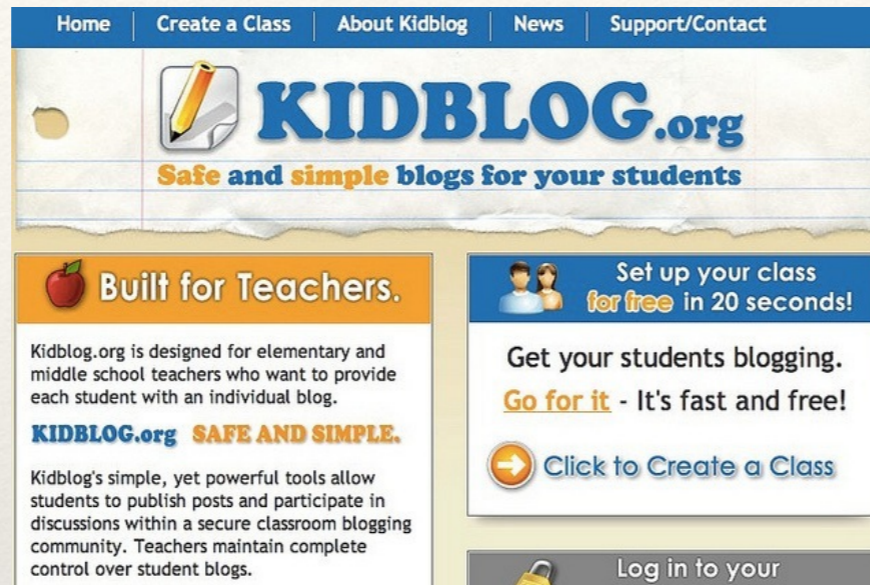 Home Create a Class About Kidblog News Support/Contact
KIDBLOG.org
Safe and simple blogs for your students
Built for Teachers.
Kidblog.org is designed for elementary and
middle school teachers who want to provide
each student with an individual blog.
KIDBLOG.org SAFE AND SIMPLE.
Kidblog's simple, yet powerful tools allow
students to publish posts and participate in
discussions within a secure classroom blogging
community. Teachers maintain complete
control over student blogs.
Set up your class
for free in 20 seconds!
Get your students blogging.
Go for it - It's fast and free!
Click to Create a Class
Log in to your